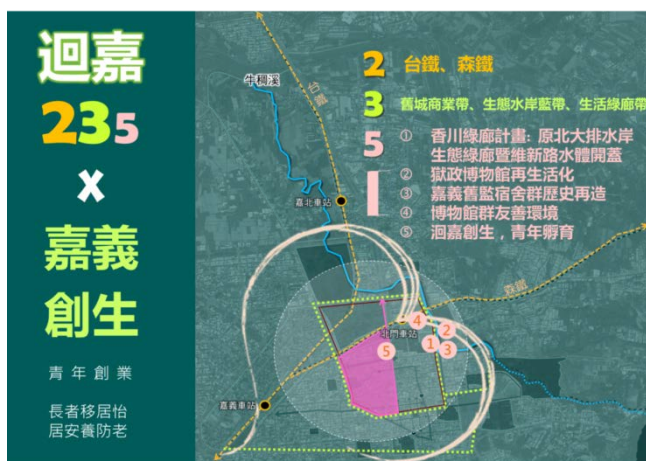 迴嘉
235
X
嘉義
創生
青年創業
長者移居怡
居安養防老
2 台鐵、森鐵
3 舊城商業帶、生態水岸藍帶、生活綠廊帶
5 ① 香川綠廊計畫: 原北大排水岸
生態綠廊暨維新路水體開蓋
② 獄政博物館再生活化
③ 嘉義舊監宿舍群歷史再造
④ 博物館群友善環境
⑤ 洄嘉創生，青年孵育
牛稠溪
台鐵
嘉北車站
森鐵
北門車站
4
2
1
3
5
嘉義車站